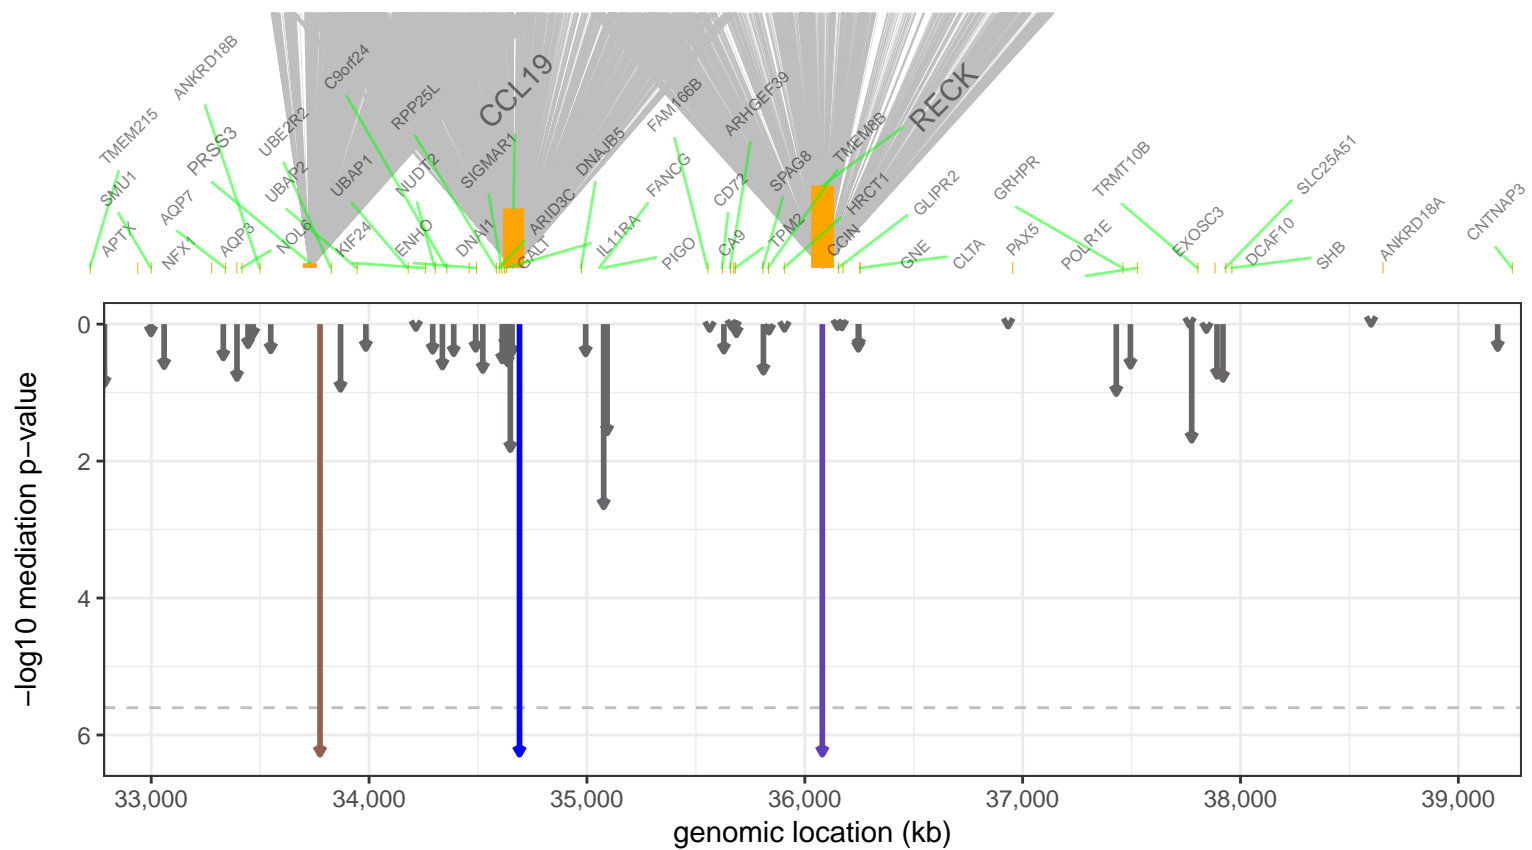 ANKRD18B
C9orf24
CCL19
RECK
TMEM215
PRSS3
UBE2R2
RPP25L
FAM166B
ARHGEF39
SMU1
AQP7
UBAP2
UBAP1
NUDT2
SIGMAR1
DNAJB5
FANCG
CD72
SPAG8
TMEM8B
HRCT1
GLIPR2
GRHPR
TRMT10B
SLC25A51
APTX
NFX1
AQP3
NOL6
KIF24
ENHO
DNAI1
ARID3C
GALT
IL11RA
PIGO
CA9
TPM2
CCIN
GNE
CLTA
PAX5
POLR1E
EXOSC3
DCAF10
SHB
ANKRD18A
CNTNAP3
−log10 mediation p−value
0
2
4
6
33,000 34,000 35,000 36,000 37,000 38,000 39,000
genomic location (kb)